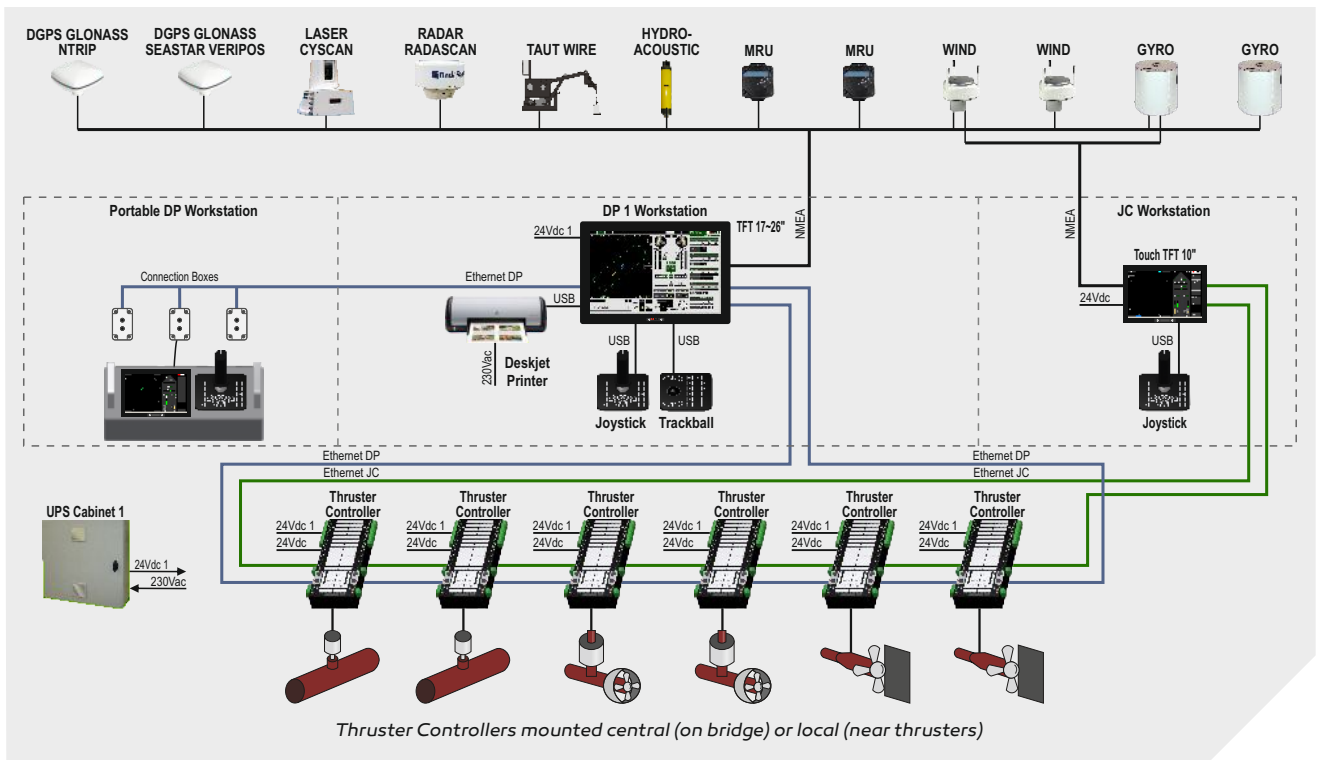 DGPS GLONASS
NTRIP
DGPS GLONASS
SEASTAR VERIPOS
LASER
CYSCAN
RADAR
RADASCAN
TAUT WIRE
HYDRO-
ACOUSTIC
MRU
MRU
WIND
WIND
GYRO
GYRO
Portable DP Workstation
DP 1 Workstation
JC Workstation
TFT 17~26"
24Vdc 1
NMEA
NMEA
Touch TFT 10"
Connection Boxes
Ethernet DP
USB
24Vdc
230Vac
Deskjet
Printer
USB
USB
USB
Joystick
Trackball
Joystick
Ethernet DP
Ethernet DP
Ethernet JC
Ethernet JC
UPS Cabinet 1
24Vdc 1
230Vac
Thruster
Controller
24Vdc 1
24Vdc
Thruster
Controller
24Vdc 1
24Vdc
Thruster
Controller
24Vdc 1
24Vdc
Thruster
Controller
24Vdc 1
24Vdc
Thruster
Controller
24Vdc 1
24Vdc
Thruster
Controller
24Vdc 1
24Vdc
Thruster Controllers mounted central (on bridge) or local (near thrusters)